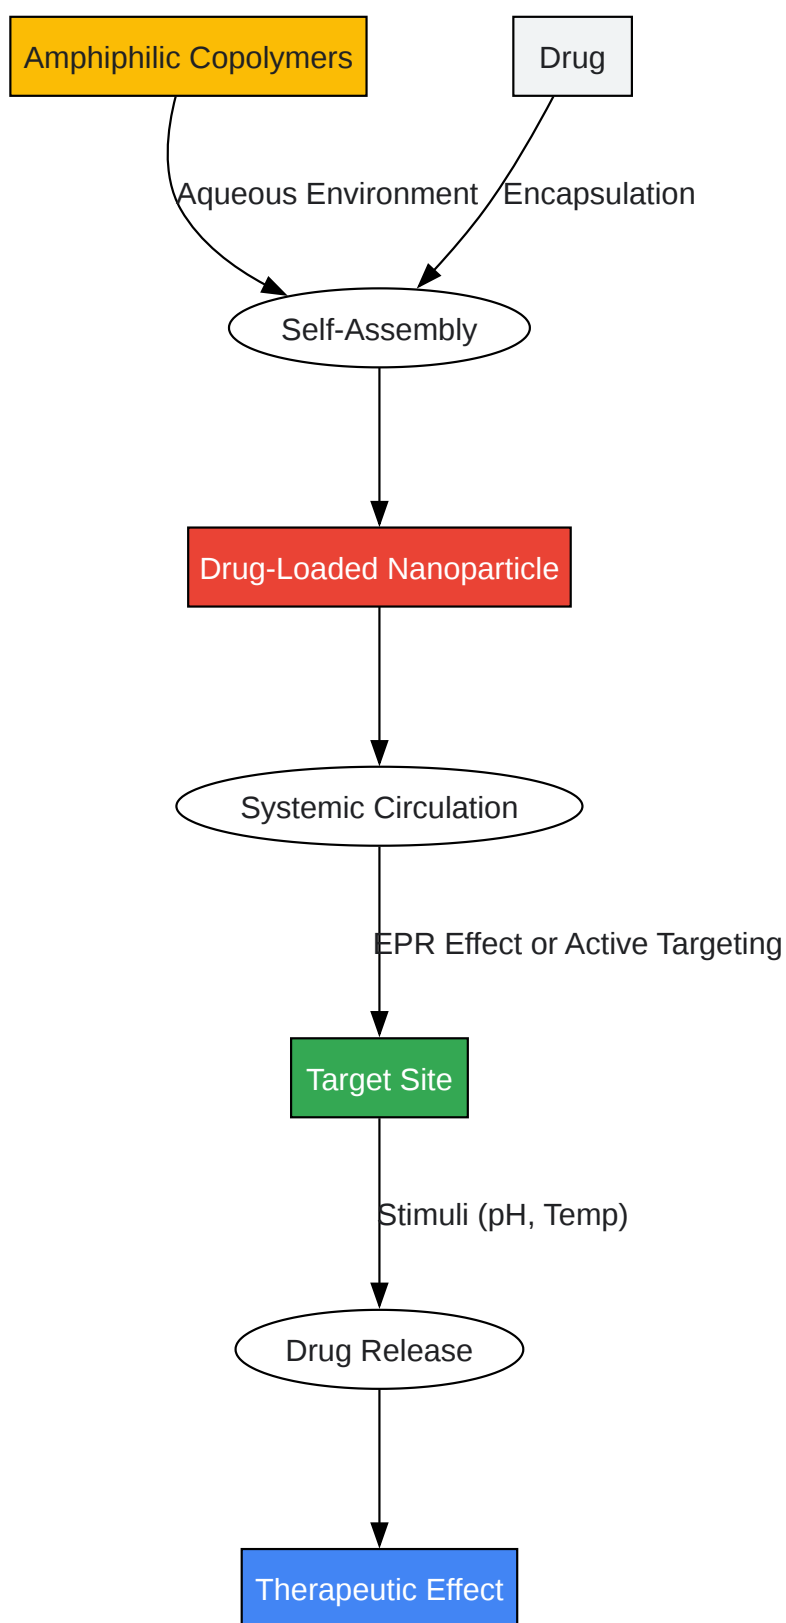 Amphiphilic Copolymers
Drug
Aqueous Environment
Encapsulation
Self-Assembly
Drug-Loaded Nanoparticle
Systemic Circulation
EPR Effect or Active Targeting
Target Site
Stimuli (pH, Temp)
Drug Release
Therapeutic Effect